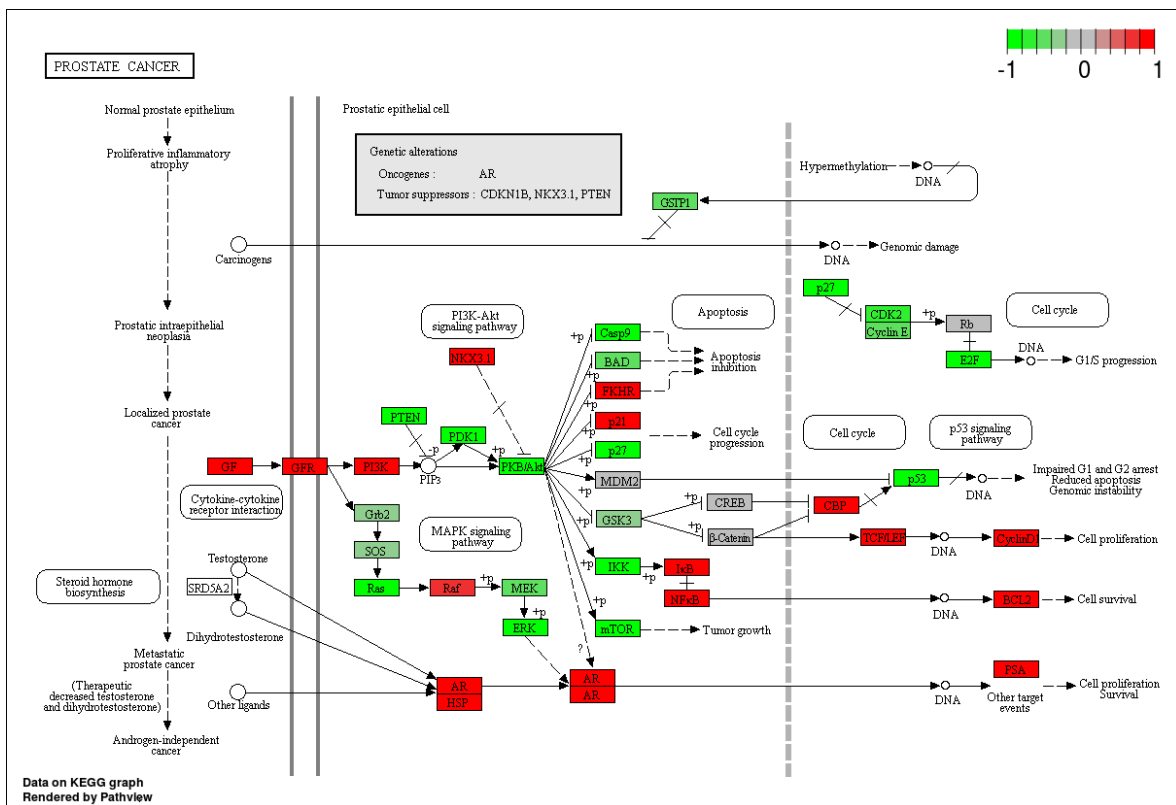 -1 0 1
PROSTATE CANCER
Normal prostate epithelium
Proliferative inflammatory
atrophy
Prostatic intraepithelial
neoplasia
Localized prostate
cancer
Metastatic
prostate cancer
(Therapeutic
decreased testosterone
and dihydrotestosterone)
Androgen-independent
cancer
Prostatic epithelial cell
Genetic alterations
Oncogenes : AR
Tumor suppressors : CDKN1B, NKX3.1, PTEN
Hypermethylation
DNA
GSTP1
Carcinogens
DNA
Genomic damage
p27
CDK2
Cyclin E
+p
Rb
E2F
DNA
G1/S progression
Cell cycle
PI3K-Akt
signaling pathway
NKX3.1
Apoptosis
+p
Casp9
+p
BAD
+p
FKHR
+p
p21
+p
p27
+p
MDM2
+p
GSK3
+p
IKK
+p
mTOR
Apoptosis
inhibition
Cell cycle
progression
Cell cycle
p53 signaling
pathway
GF
GFR
PI3K
PTEN
-p
PIP3
PDK1
+p
PKB/Akt
p53
DNA
Impaired G1 and G2 arrest
Reduced apoptosis
Genomic instability
CREB
CBP
+p
β-Catenin
TCF/LEF
DNA
CyclinD1
Cell proliferation
Cytokine-cytokine
receptor interaction
Grb2
SOS
Ras
Raf
+p
MEK
+p
ERK
MAPK signaling
pathway
+p
IκB
NFκB
DNA
BCL2
Cell survival
Tumor growth
Steroid hormone
biosynthesis
Testosterone
SRD5A2
Dihydrotestosterone
Other ligands
AR
HSP
?
AR
AR
DNA
PSA
Other target
events
Cell proliferation
Survival
Data on KEGG graph
Rendered by Pathview